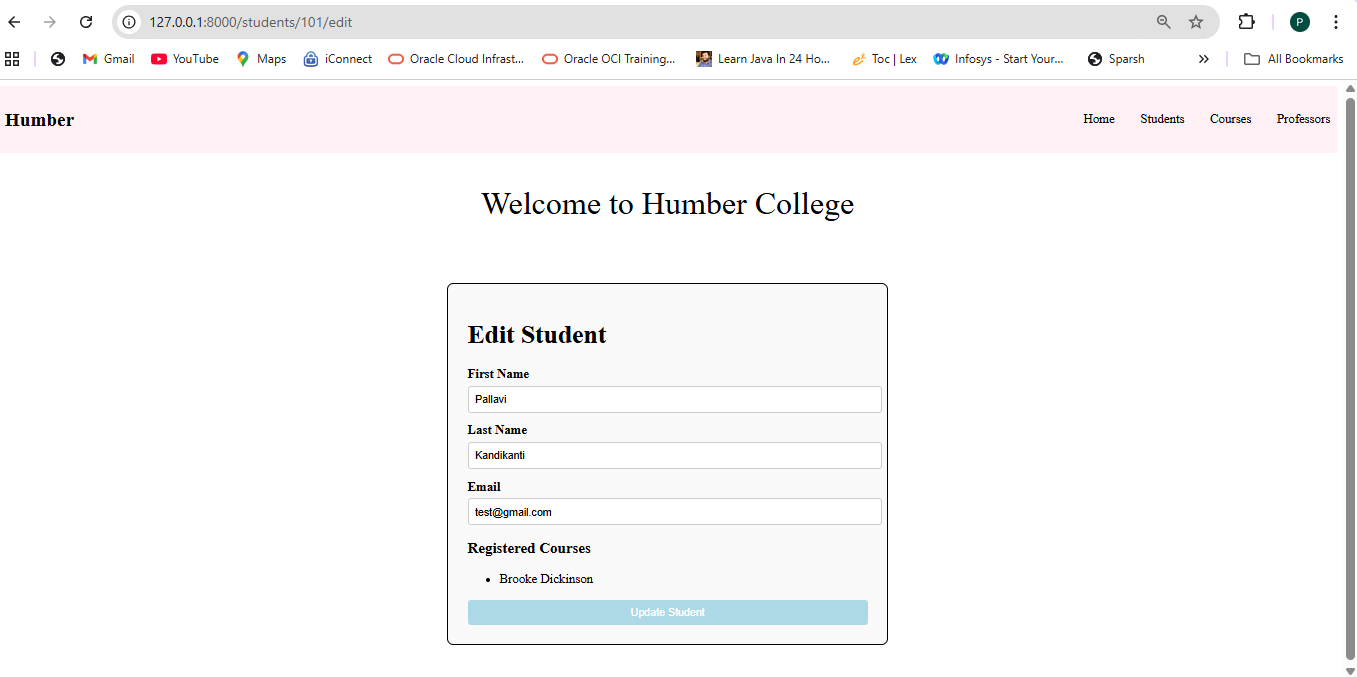 127.0.0.1:8000/students/101/edit
P
Gmail YouTube Maps iConnect Oracle Cloud Infrast... Oracle OCI Training... Learn Java In 24 Ho... Toc | Lex Infosys - Start Your... Sparsh » All Bookmarks
Humber Home Students Courses Professors
Welcome to Humber College
Edit Student
First Name
Pallavi
Last Name
Kandikanti
Email
test@gmail.com
Registered Courses
• Brooke Dickinson
Update Student